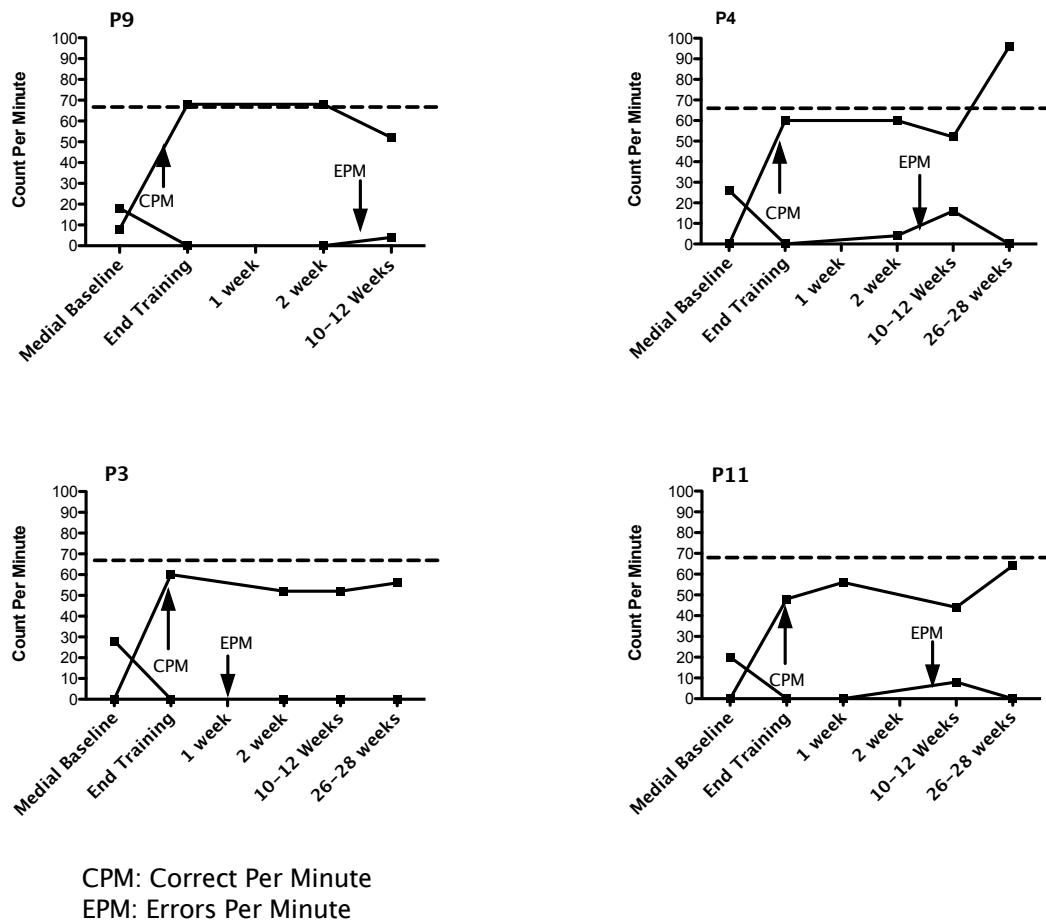 P9
Count Per Minute
100
90
80
70
60
50
40
30
20
10
0
CPM
EPM
Medial Baseline
End Training
1 week
2 week
10–12 Weeks
P4
Count Per Minute
100
90
80
70
60
50
40
30
20
10
0
CPM
EPM
Medial Baseline
End Training
1 week
2 week
10–12 Weeks
26–28 weeks
P3
Count Per Minute
100
90
80
70
60
50
40
30
20
10
0
CPM
EPM
Medial Baseline
End Training
1 week
2 week
10–12 Weeks
26–28 weeks
P11
Count Per Minute
100
90
80
70
60
50
40
30
20
10
0
EPM
CPM
Medial Baseline
End Training
1 week
2 week
10–12 Weeks
26–28 weeks
CPM: Correct Per Minute
EPM: Errors Per Minute